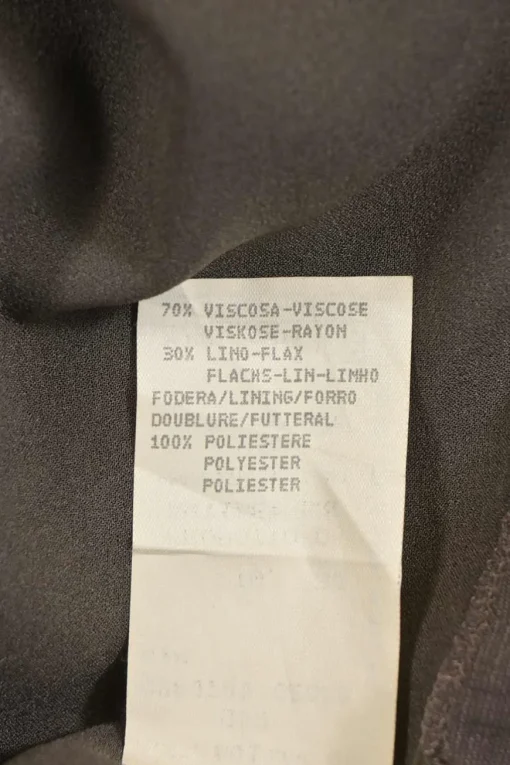 70% VISCOSA-VISCOSE
VISKOSE-RAYON
30% LINO-FLAX
FLACHS-LIN-LINHO
FODERA/LINING/FORRO
DOUBLURE/FUTTERAL
100% POLIESTERE
POLYESTER
POLIESTER